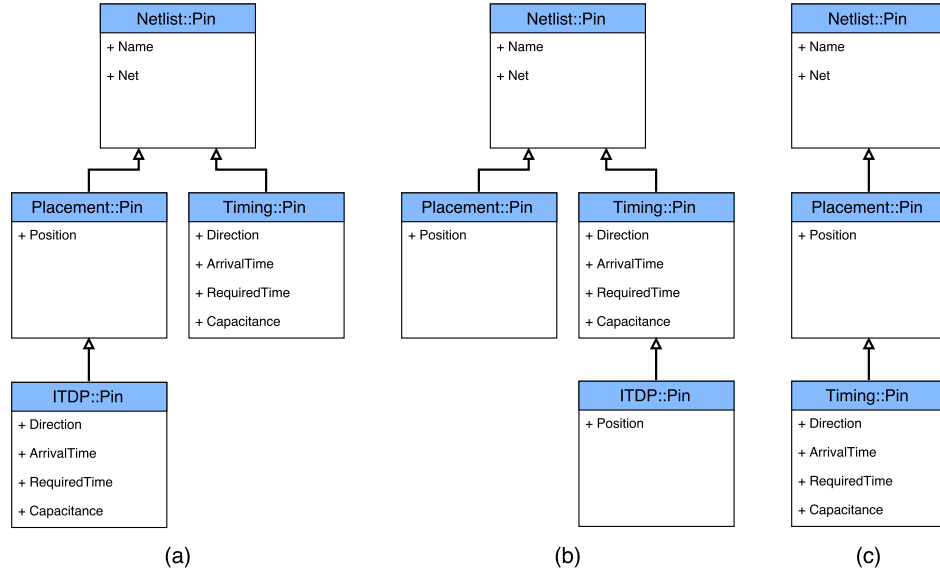 Netlist::Pin
+ Name
+ Net
Placement::Pin
+ Position
Timing::Pin
+ Direction
+ ArrivalTime
+ RequiredTime
+ Capacitance
ITDP::Pin
+ Direction
+ ArrivalTime
+ RequiredTime
+ Capacitance
(a)
Netlist::Pin
+ Name
+ Net
Placement::Pin
+ Position
Timing::Pin
+ Direction
+ ArrivalTime
+ RequiredTime
+ Capacitance
ITDP::Pin
+ Position
(b)
Netlist::Pin
+ Name
+ Net
Placement::Pin
+ Position
Timing::Pin
+ Direction
+ ArrivalTime
+ RequiredTime
+ Capacitance
(c)